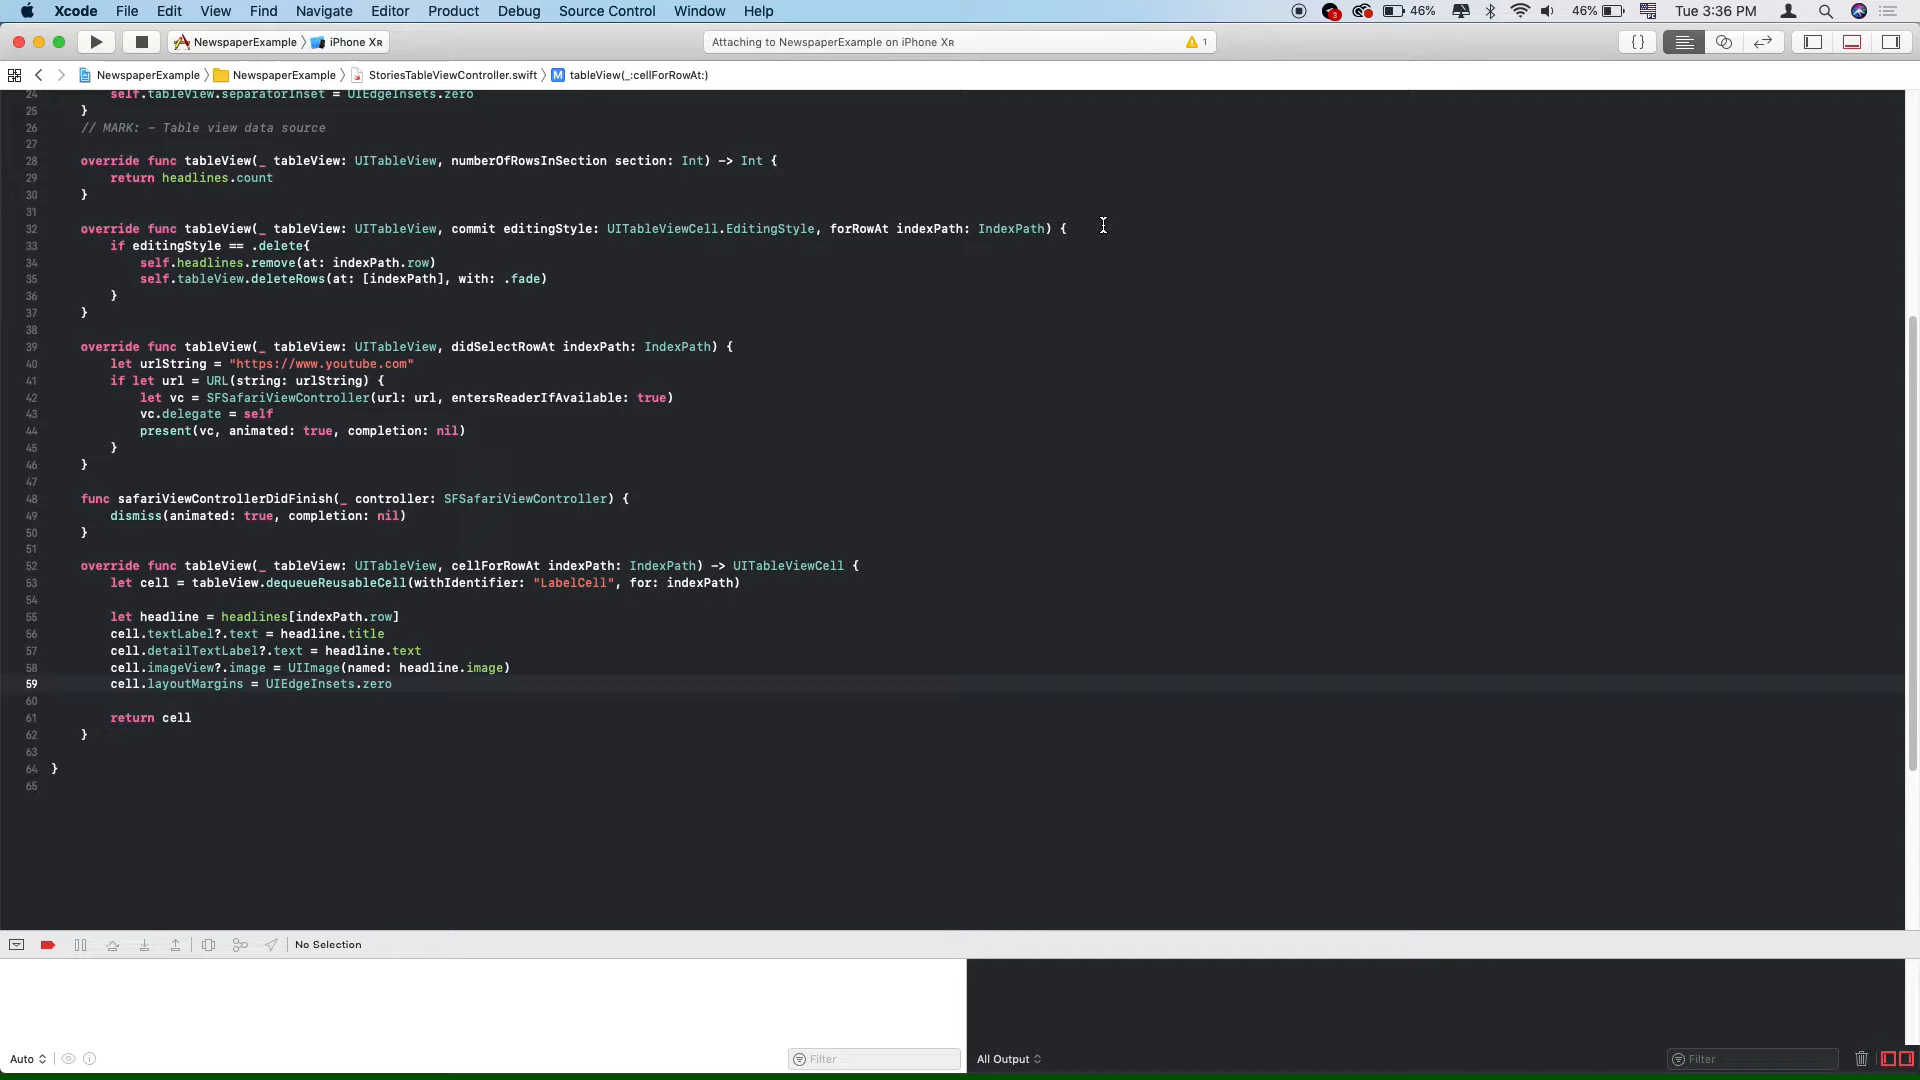 Xcode File Edit View Find Navigate Editor Product Debug Source Control Window Help 3 46% 46% Tue 3:36 PM
NewspaperExample iPhone XR Attaching to NewspaperExample on iPhone XR 1 {}
NewspaperExample NewspaperExample StoriesTableViewController.swift M tableView(_:cellForRowAt:)
24 self.tableView.separatorInset = UIEdgeInsets.zero
25 }
26 // MARK: - Table view data source
27
28 override func tableView(_ tableView: UITableView, numberOfRowsInSection section: Int) -> Int {
29 return headlines.count
30 }
31
32 override func tableView(_ tableView: UITableView, commit editingStyle: UITableViewCell.EditingStyle, forRowAt indexPath: IndexPath) {
33 if editingStyle == .delete{
34 self.headlines.remove(at: indexPath.row)
35 self.tableView.deleteRows(at: [indexPath], with: .fade)
36 }
37 }
38
39 override func tableView(_ tableView: UITableView, didSelectRowAt indexPath: IndexPath) {
40 let urlString = "https://www.youtube.com"
41 if let url = URL(string: urlString) {
42 let vc = SFSafariViewController(url: url, entersReaderIfAvailable: true)
43 vc.delegate = self
44 present(vc, animated: true, completion: nil)
45 }
46 }
47
48 func safariViewControllerDidFinish(_ controller: SFSafariViewController) {
49 dismiss(animated: true, completion: nil)
50 }
51
52 override func tableView(_ tableView: UITableView, cellForRowAt indexPath: IndexPath) -> UITableViewCell {
53 let cell = tableView.dequeueReusableCell(withIdentifier: "LabelCell", for: indexPath)
54
55 let headline = headlines[indexPath.row]
56 cell.textLabel?.text = headline.title
57 cell.detailTextLabel?.text = headline.text
58 cell.imageView?.image = UIImage(named: headline.image)
59 cell.layoutMargins = UIEdgeInsets.zero
60
61 return cell
62 }
63
64 }
65
No Selection
Auto Filter All Output Filter